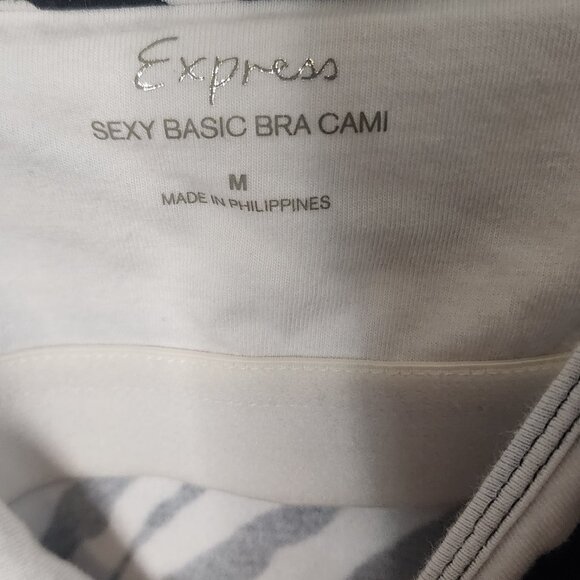 Express
SEXY BASIC BRA CAMI
M
MADE IN PHILIPPINES